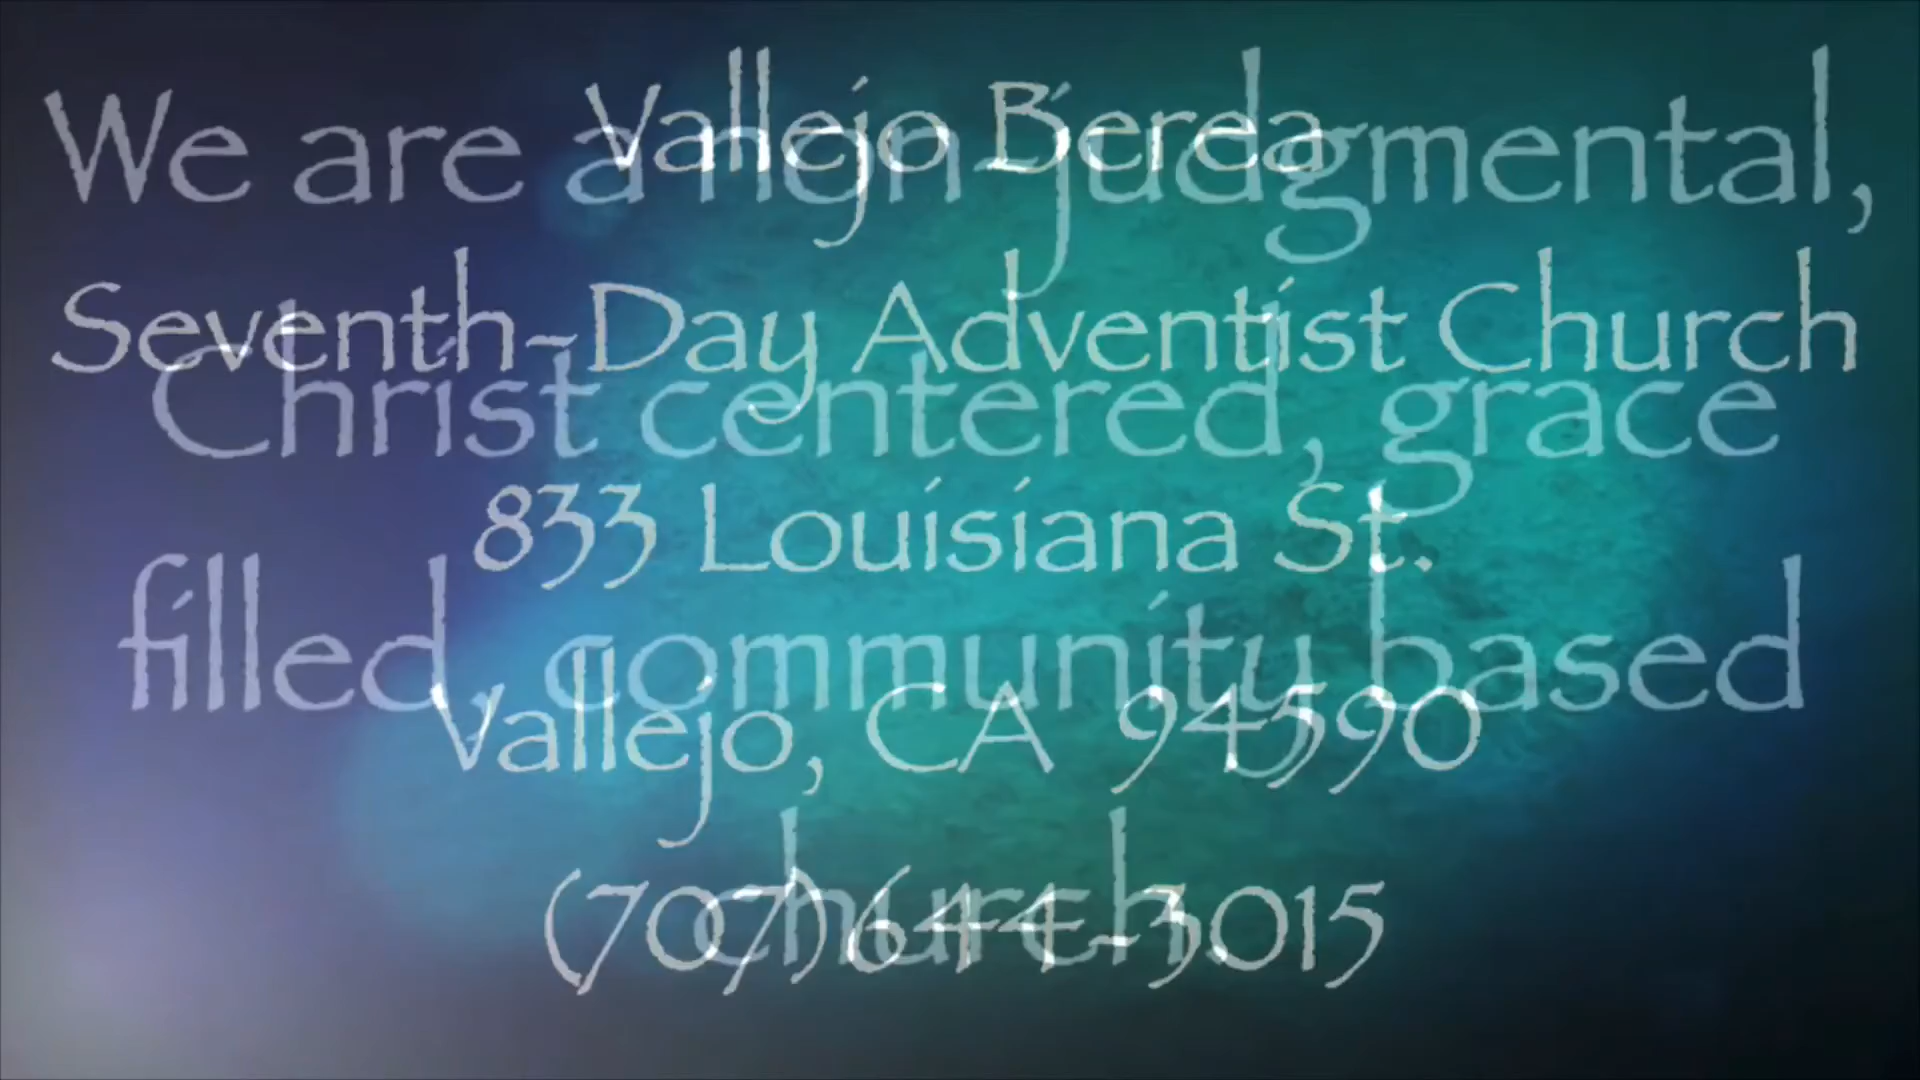 Vallejo Berea
Seventh-Day Adventist Church
833 Louisiana St.
Vallejo, CA 94590
(707) 644-3015
We are a non-judgmental,
Christ centered, grace
filled, community based
church.